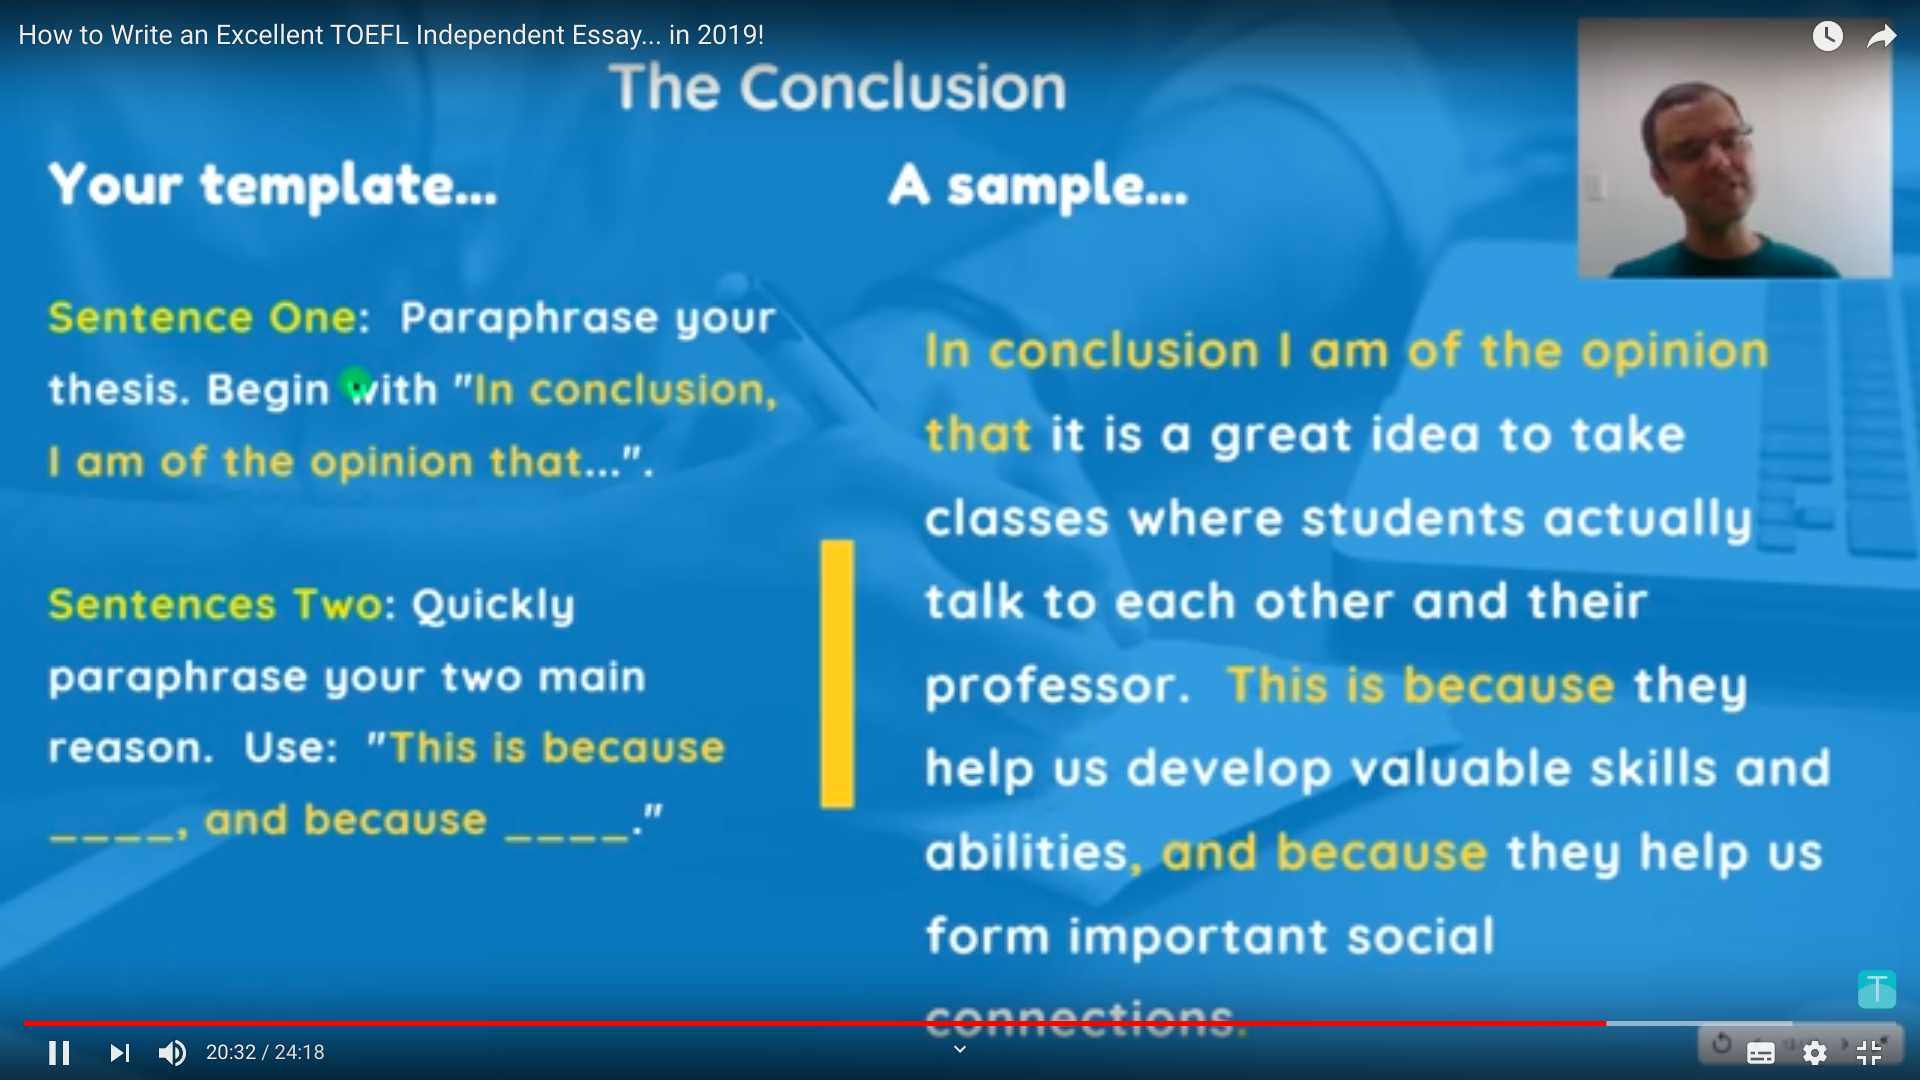 How to Write an Excellent TOEFL Independent Essay... in 2019!
The Conclusion
Your template...
Sentence One:  Paraphrase your
thesis. Begin with "In conclusion,
I am of the opinion that...".
Sentences Two: Quickly
paraphrase your two main
reason.  Use:  "This is because
____, and because ____."
A sample...
In conclusion I am of the opinion
that it is a great idea to take
classes where students actually
talk to each other and their
professor.  This is because they
help us develop valuable skills and
abilities, and because they help us
form important social
connections.
T
20:32 / 24:18